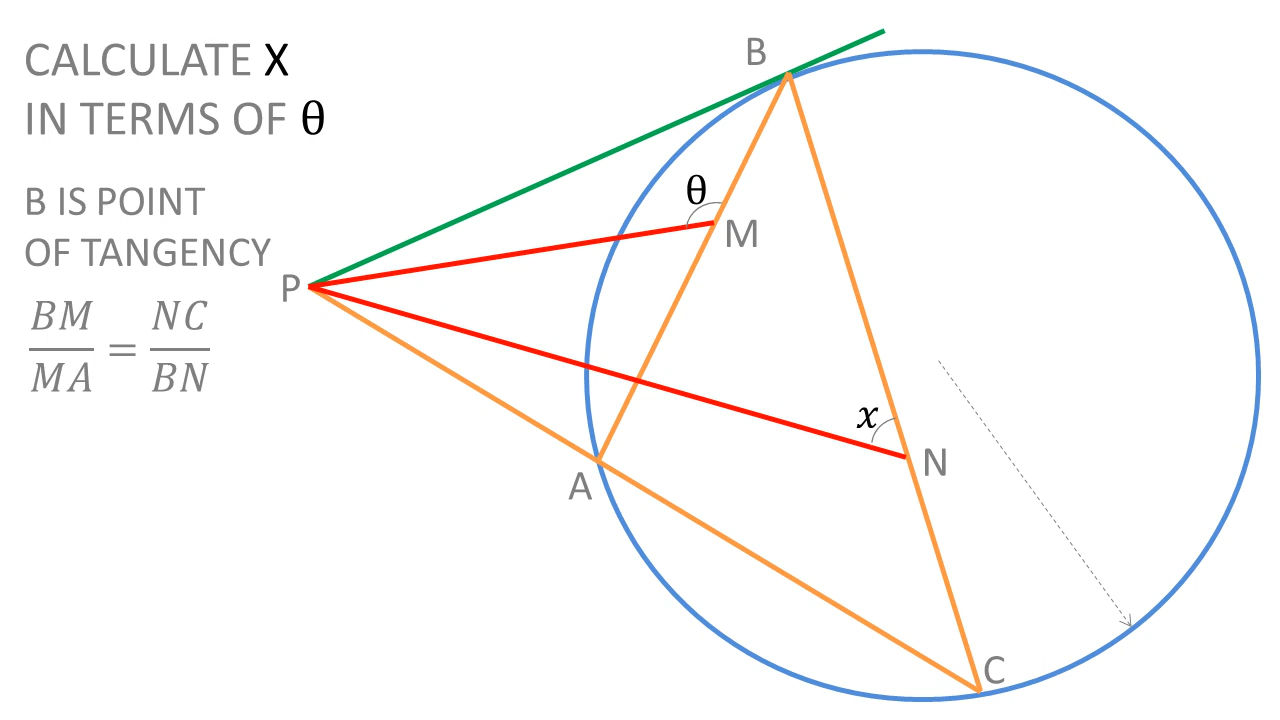 CALCULATE X
IN TERMS OF θ
B IS POINT
OF TANGENCY
BM/MA = NC/BN
B
θ
M
P
x
N
A
C